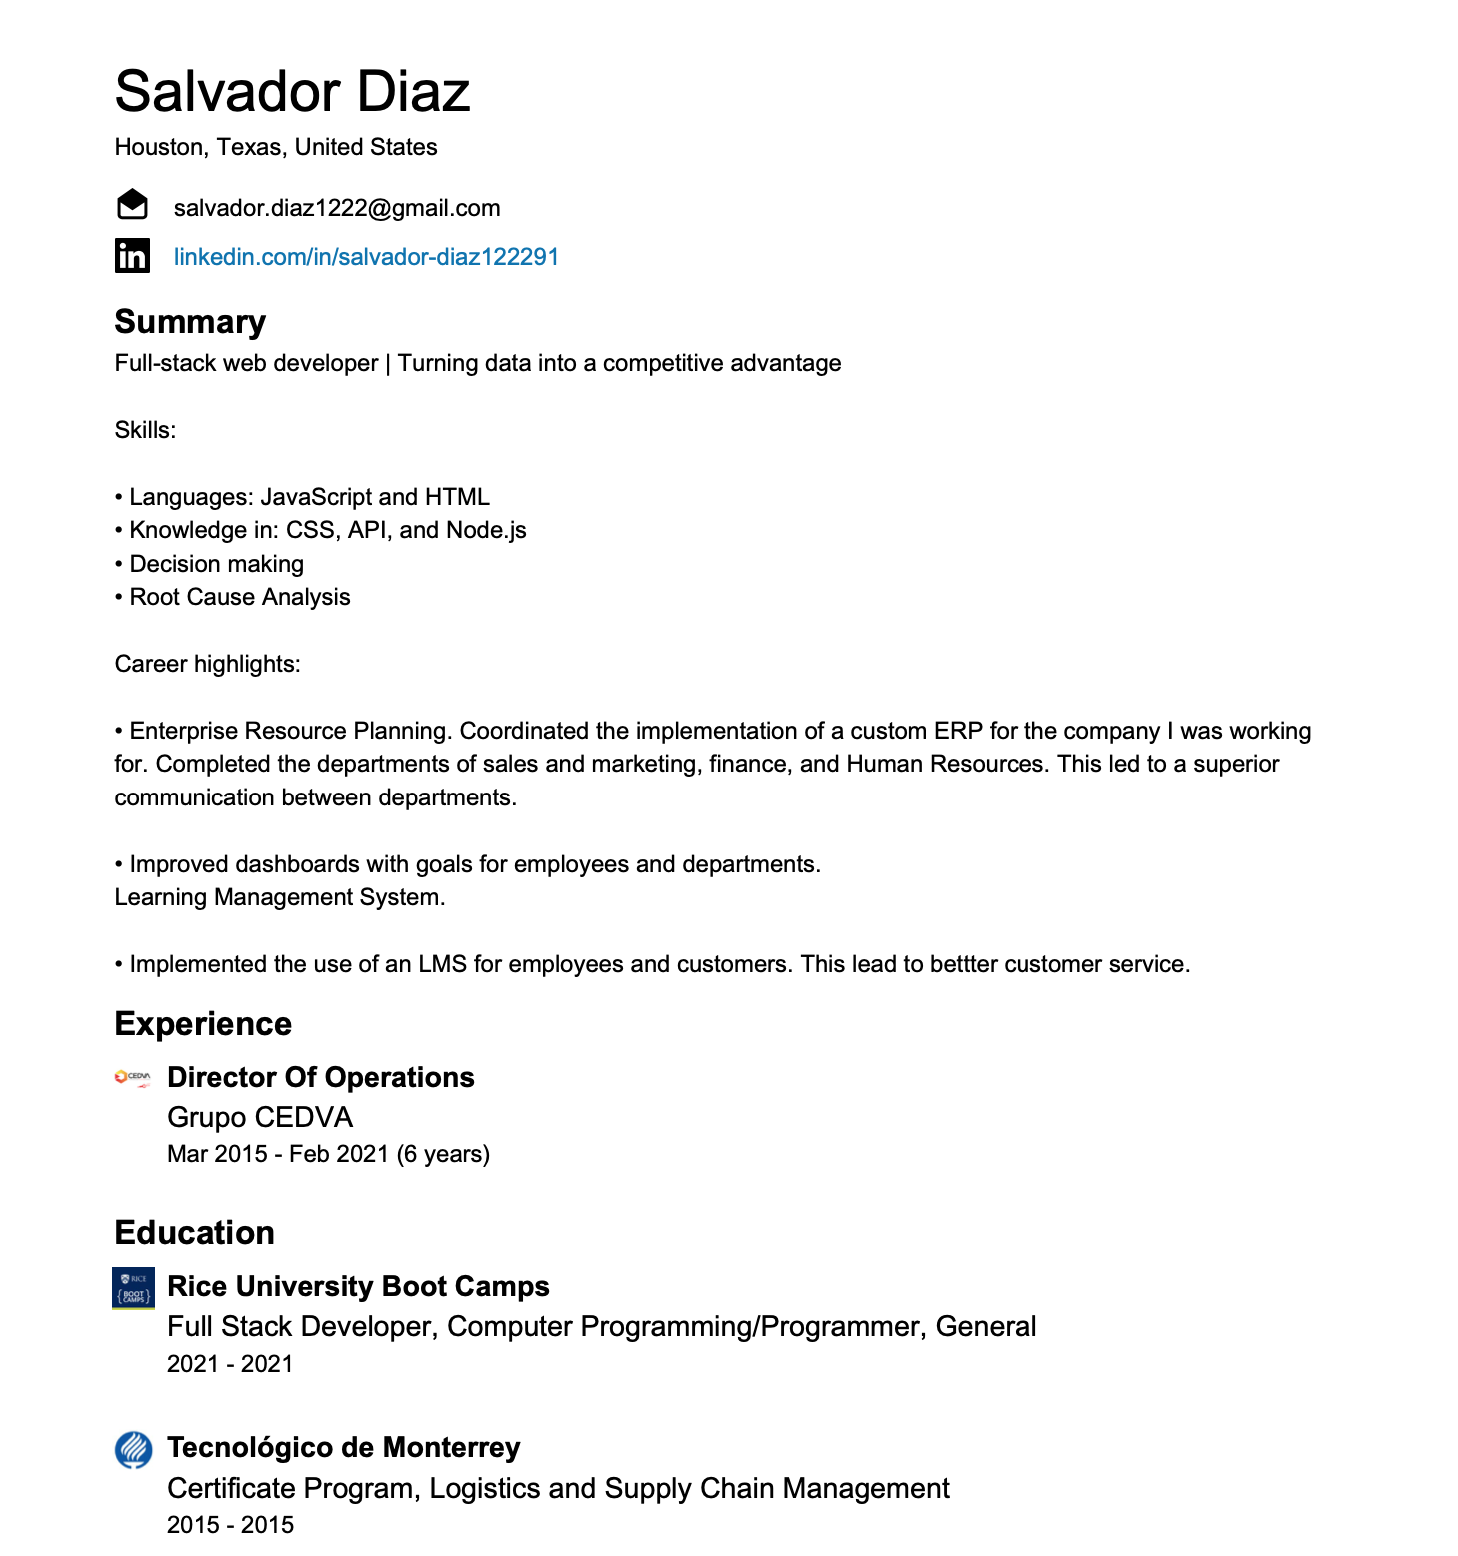 Salvador Diaz
Houston, Texas, United States
salvador.diaz1222@gmail.com
in linkedin.com/in/salvador-diaz122291
Summary
Full-stack web developer | Turning data into a competitive advantage
Skills:
• Languages: JavaScript and HTML
• Knowledge in: CSS, API, and Node.js
• Decision making
• Root Cause Analysis
Career highlights:
• Enterprise Resource Planning. Coordinated the implementation of a custom ERP for the company I was working
for. Completed the departments of sales and marketing, finance, and Human Resources. This led to a superior
communication between departments.
• Improved dashboards with goals for employees and departments.
Learning Management System.
• Implemented the use of an LMS for employees and customers. This lead to bettter customer service.
Experience
CEDVA Director Of Operations
Grupo CEDVA
Mar 2015 - Feb 2021 (6 years)
Education
RICE
{BOOT CAMPS}
Rice University Boot Camps
Full Stack Developer, Computer Programming/Programmer, General
2021 - 2021
Tecnológico de Monterrey
Certificate Program, Logistics and Supply Chain Management
2015 - 2015